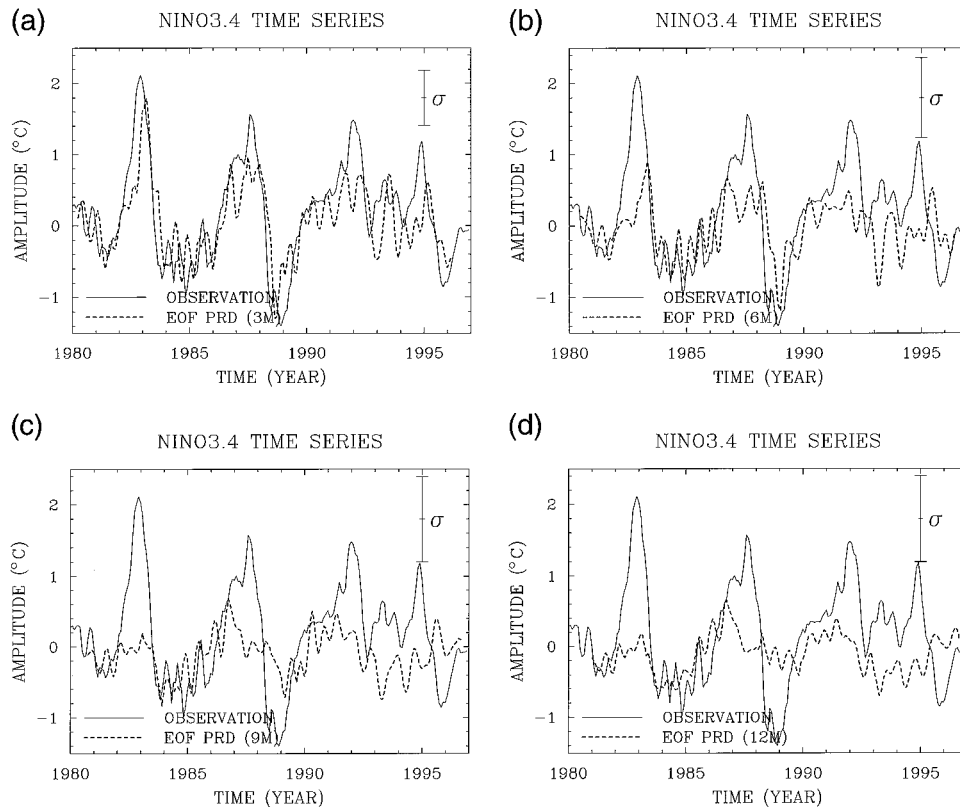 (a)
NINO3.4 TIME SERIES
AMPLITUDE (°C)
2
1
0
−1
σ
OBSERVATION
EOF PRD (3M)
1980 1985 1990 1995
TIME (YEAR)
(b)
NINO3.4 TIME SERIES
AMPLITUDE (°C)
2
1
0
−1
σ
OBSERVATION
EOF PRD (6M)
1980 1985 1990 1995
TIME (YEAR)
(c)
NINO3.4 TIME SERIES
AMPLITUDE (°C)
2
1
0
−1
σ
OBSERVATION
EOF PRD (9M)
1980 1985 1990 1995
TIME (YEAR)
(d)
NINO3.4 TIME SERIES
AMPLITUDE (°C)
2
1
0
−1
σ
OBSERVATION
EOF PRD (12M)
1980 1985 1990 1995
TIME (YEAR)